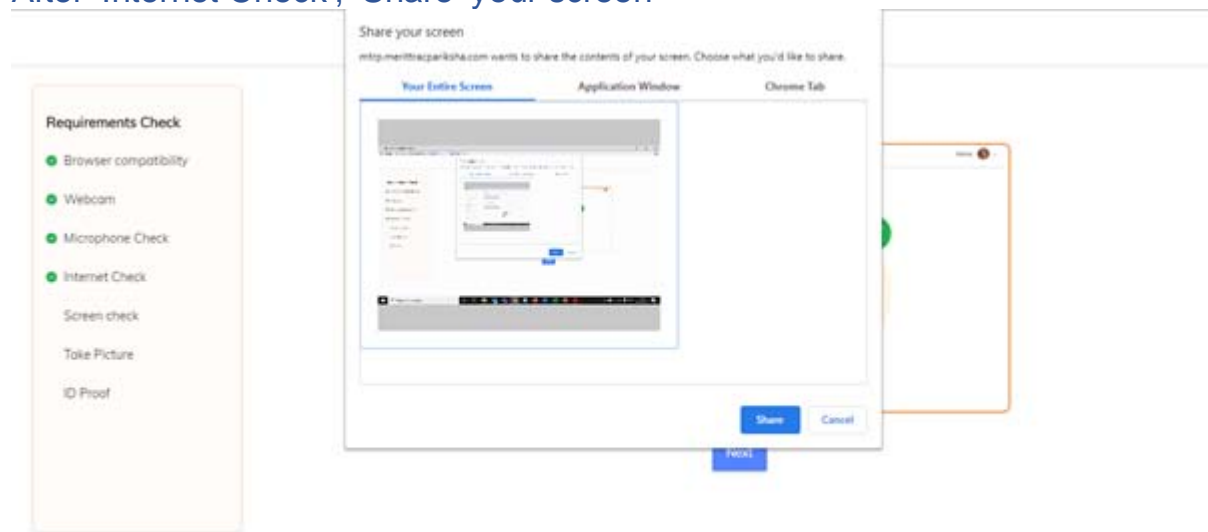 After 'Internet Check', 'Share' your screen
Share your screen
mtrp.merittracpariksha.com wants to share the contents of your screen. Choose what you'd like to share.
Your Entire Screen
Application Window
Chrome Tab
Requirements Check
Browser compatibility
Webcam
Microphone Check
Internet Check
Screen check
Take Picture
ID Proof
Share
Cancel
Next